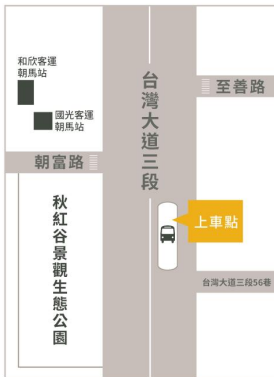 和欣客運
朝馬站
國光客運
朝馬站
台灣大道三段
至善路
朝富路
秋紅谷景觀生態公園
上車點
台灣大道三段56巷